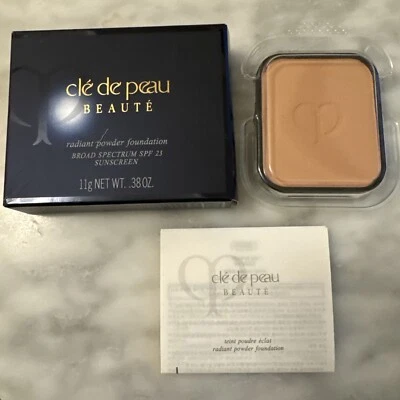 clé de peau
BEAUTÉ
radiant powder foundation
BROAD SPECTRUM SPF 23
SUNSCREEN
11g NET WT. .38 OZ.
clé de peau
BEAUTÉ
teint poudre éclat
radiant powder foundation